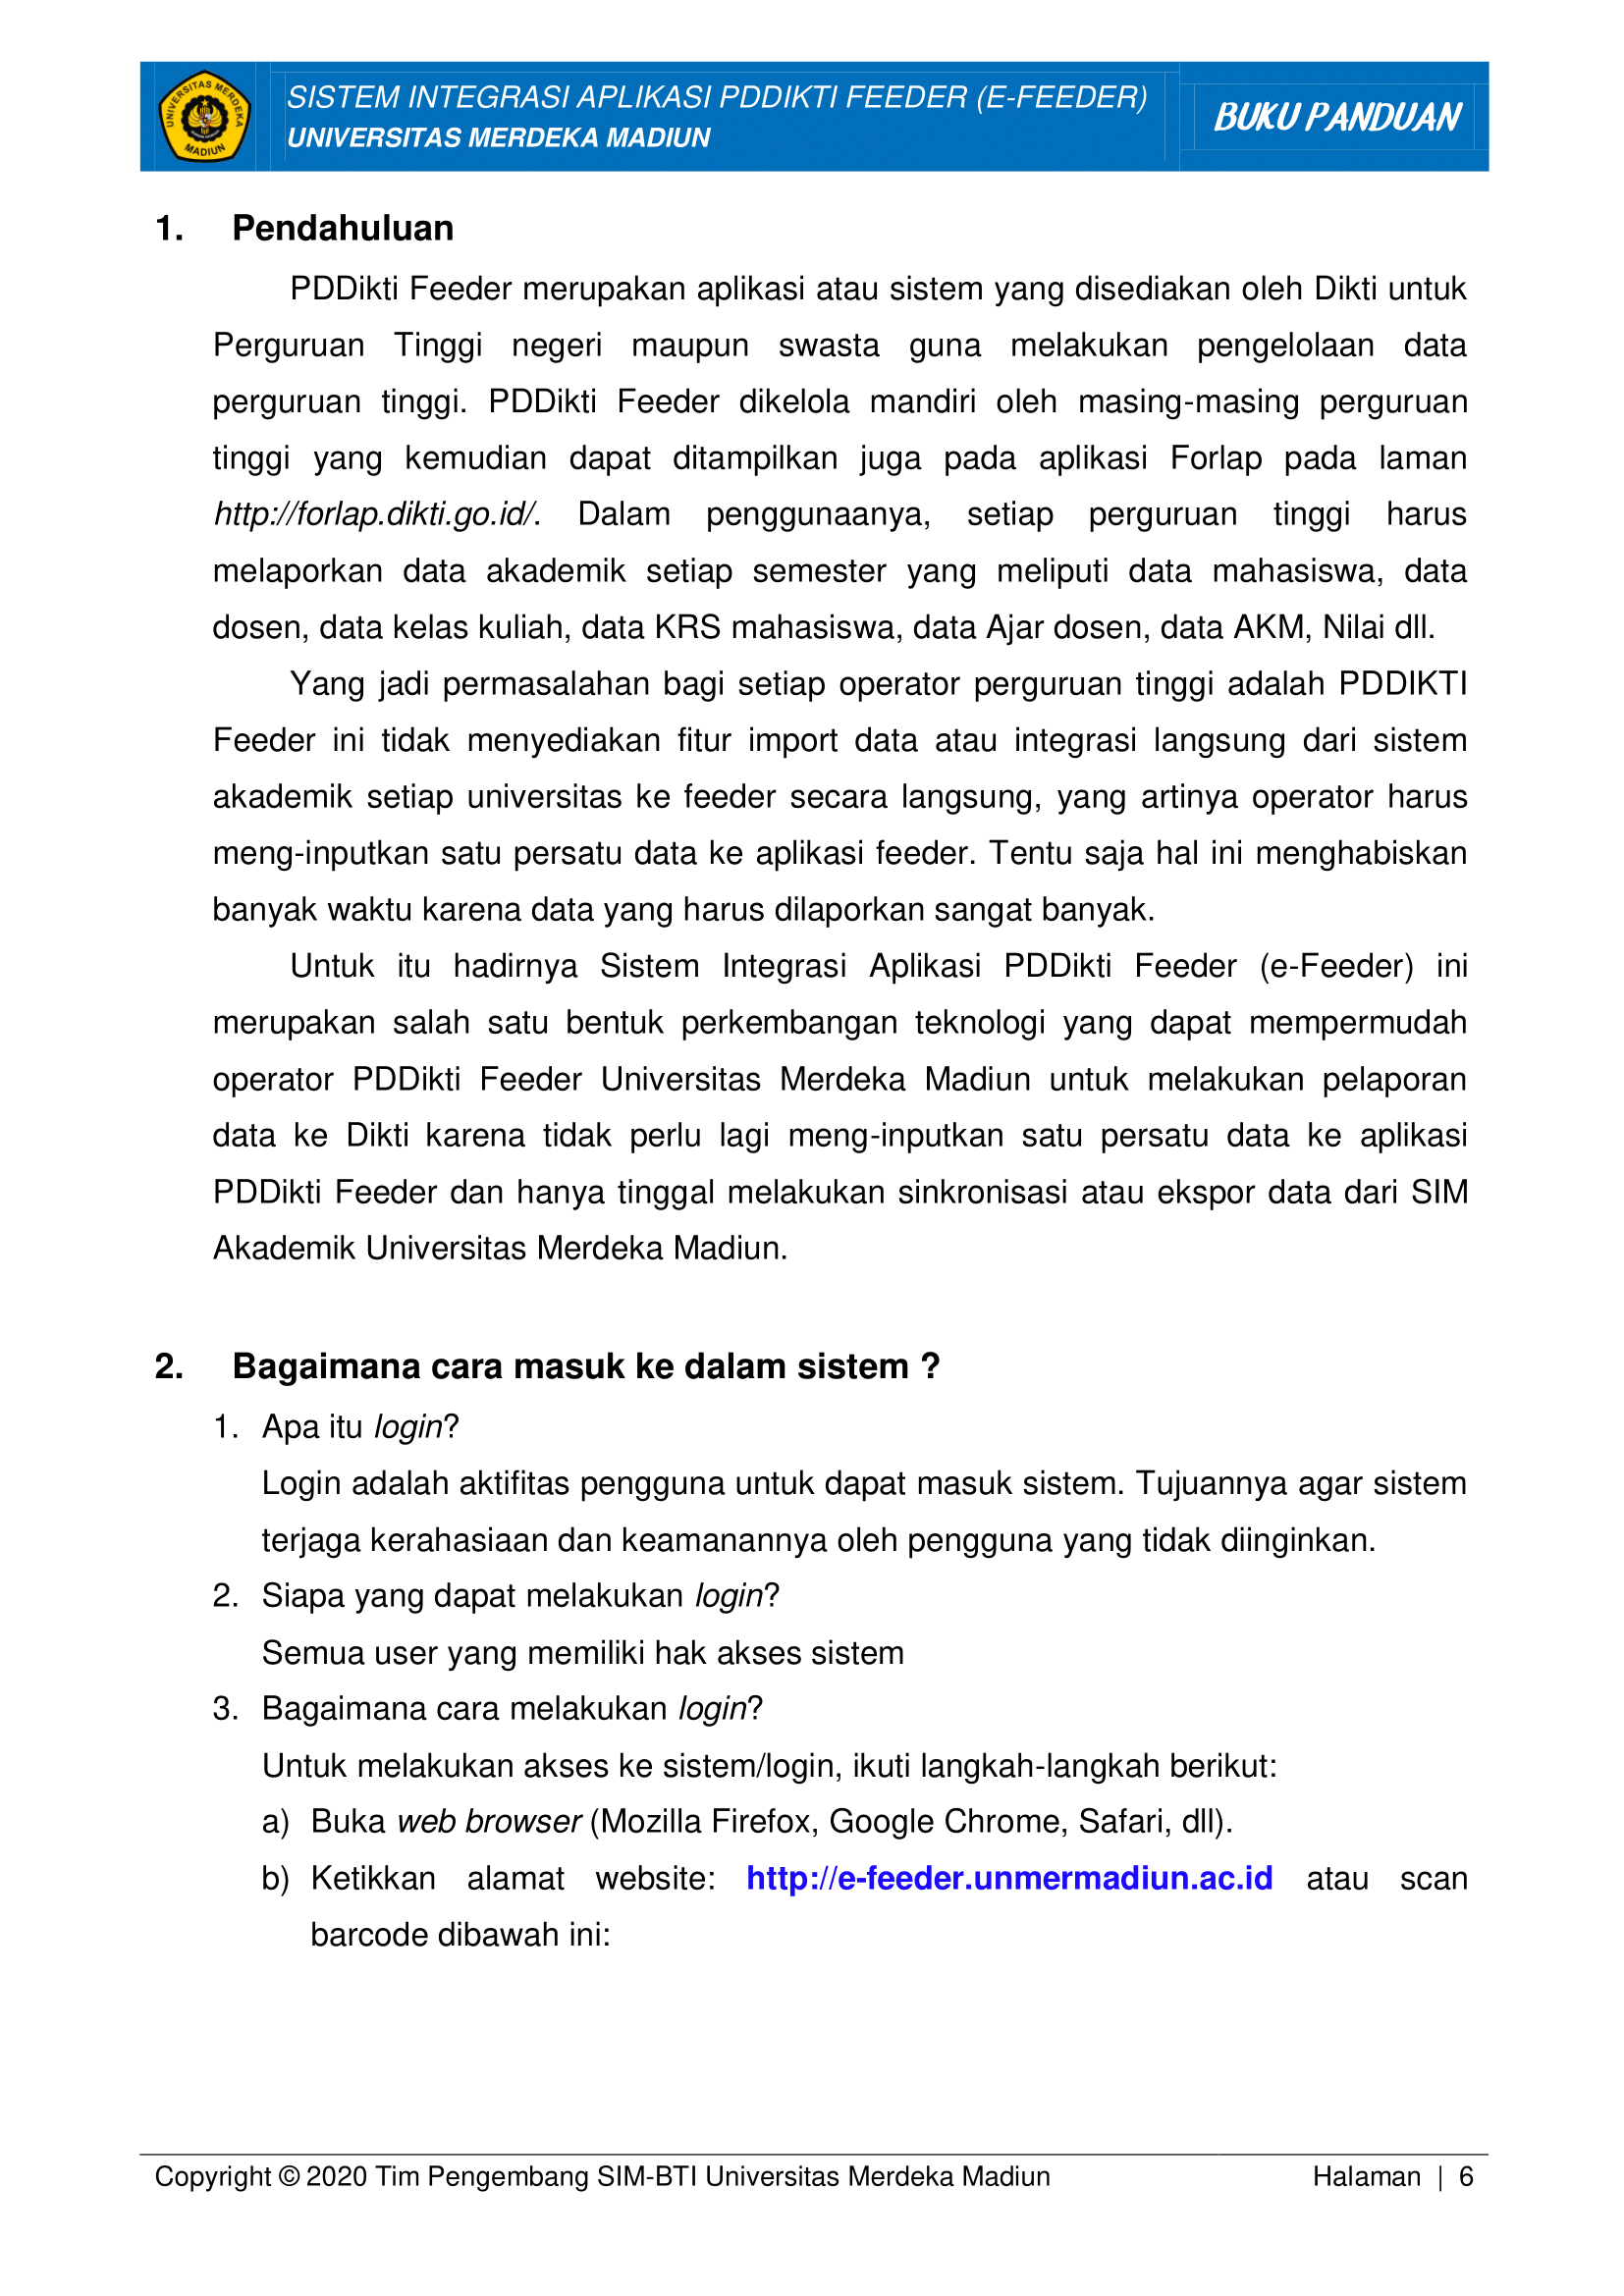 UNIVERSITAS MERDEKA
MADIUN
SISTEM INTEGRASI APLIKASI PDDIKTI FEEDER (E-FEEDER)
UNIVERSITAS MERDEKA MADIUN
BUKU PANDUAN
1. Pendahuluan
PDDikti Feeder merupakan aplikasi atau sistem yang disediakan oleh Dikti untuk
Perguruan Tinggi negeri maupun swasta guna melakukan pengelolaan data
perguruan tinggi. PDDikti Feeder dikelola mandiri oleh masing-masing perguruan
tinggi yang kemudian dapat ditampilkan juga pada aplikasi Forlap pada laman
http://forlap.dikti.go.id/. Dalam penggunaanya, setiap perguruan tinggi harus
melaporkan data akademik setiap semester yang meliputi data mahasiswa, data
dosen, data kelas kuliah, data KRS mahasiswa, data Ajar dosen, data AKM, Nilai dll.
Yang jadi permasalahan bagi setiap operator perguruan tinggi adalah PDDIKTI
Feeder ini tidak menyediakan fitur import data atau integrasi langsung dari sistem
akademik setiap universitas ke feeder secara langsung, yang artinya operator harus
meng-inputkan satu persatu data ke aplikasi feeder. Tentu saja hal ini menghabiskan
banyak waktu karena data yang harus dilaporkan sangat banyak.
Untuk itu hadirnya Sistem Integrasi Aplikasi PDDikti Feeder (e-Feeder) ini
merupakan salah satu bentuk perkembangan teknologi yang dapat mempermudah
operator PDDikti Feeder Universitas Merdeka Madiun untuk melakukan pelaporan
data ke Dikti karena tidak perlu lagi meng-inputkan satu persatu data ke aplikasi
PDDikti Feeder dan hanya tinggal melakukan sinkronisasi atau ekspor data dari SIM
Akademik Universitas Merdeka Madiun.
2. Bagaimana cara masuk ke dalam sistem ?
1. Apa itu login?
Login adalah aktifitas pengguna untuk dapat masuk sistem. Tujuannya agar sistem
terjaga kerahasiaan dan keamanannya oleh pengguna yang tidak diinginkan.
2. Siapa yang dapat melakukan login?
Semua user yang memiliki hak akses sistem
3. Bagaimana cara melakukan login?
Untuk melakukan akses ke sistem/login, ikuti langkah-langkah berikut:
a) Buka web browser (Mozilla Firefox, Google Chrome, Safari, dll).
b) Ketikkan alamat website: http://e-feeder.unmermadiun.ac.id atau scan
barcode dibawah ini:
Copyright © 2020 Tim Pengembang SIM-BTI Universitas Merdeka Madiun
Halaman | 6